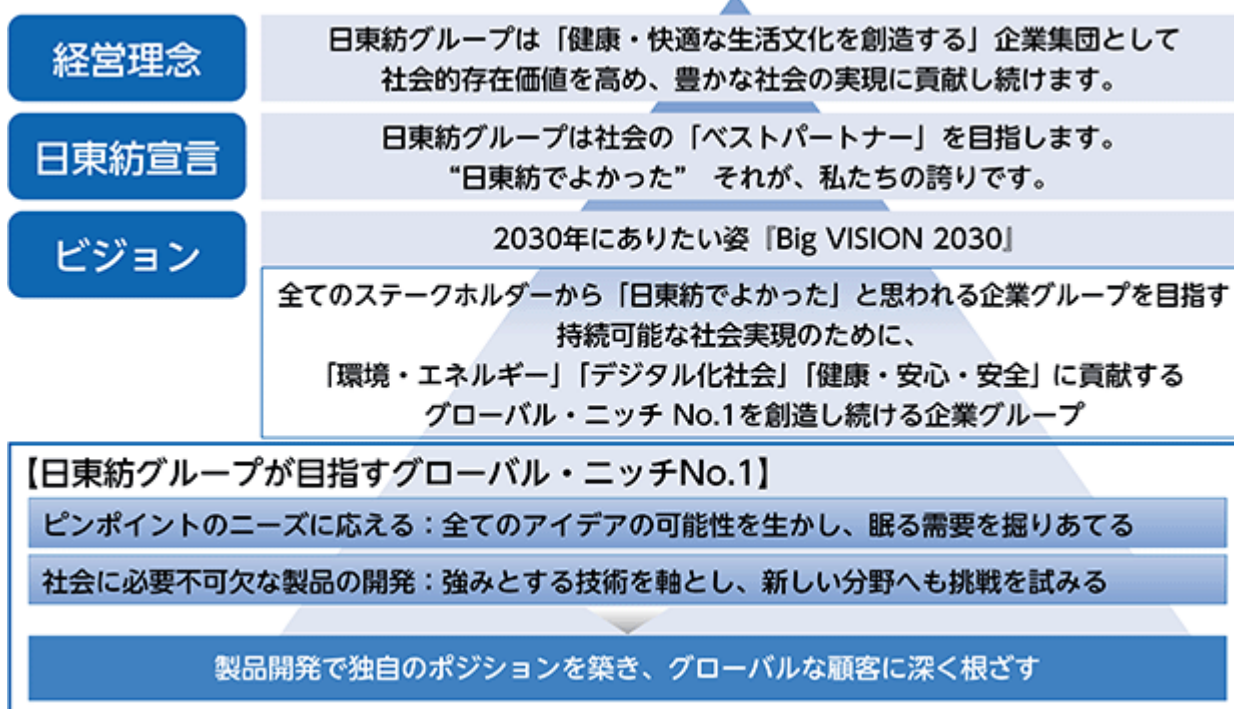 経営理念
日東紡グループは「健康・快適な生活文化を創造する」企業集団として
社会的存在価値を高め、豊かな社会の実現に貢献し続けます。
日東紡宣言
日東紡グループは社会の「ベストパートナー」を目指します。
“日東紡でよかった” それが、私たちの誇りです。
ビジョン
2030年にありたい姿『Big VISION 2030』
全てのステークホルダーから「日東紡でよかった」と思われる企業グループを目指す
持続可能な社会実現のために、
「環境・エネルギー」「デジタル化社会」「健康・安心・安全」に貢献する
グローバル・ニッチ No.1を創造し続ける企業グループ
【日東紡グループが目指すグローバル・ニッチNo.1】
ピンポイントのニーズに応える：全てのアイデアの可能性を生かし、眠る需要を掘りあてる
社会に必要不可欠な製品の開発：強みとする技術を軸とし、新しい分野へも挑戦を試みる
製品開発で独自のポジションを築き、グローバルな顧客に深く根ざす